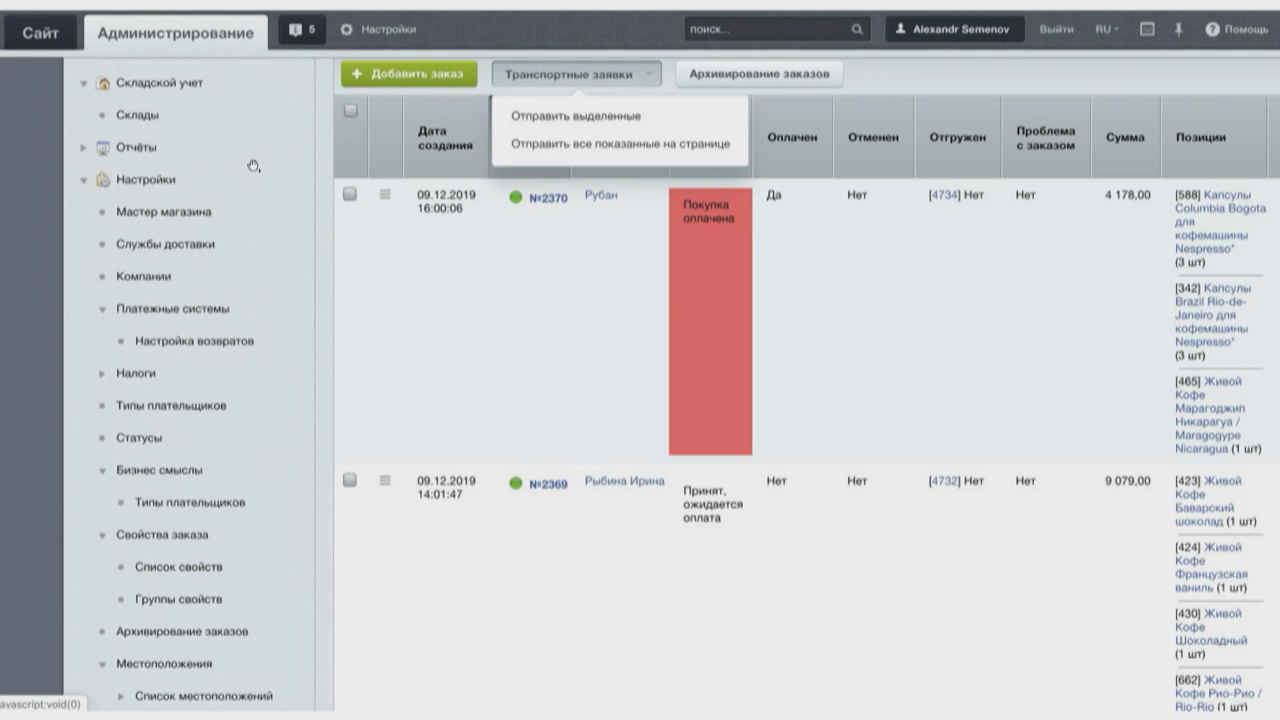 Сайт
Администрирование
5
Настройки
поиск...
Alexandr Semenov
Выйти
RU
Помощь
Складской учет
Склады
Отчёты
Настройки
Мастер магазина
Службы доставки
Компании
Платежные системы
Настройка возвратов
Налоги
Типы плательщиков
Статусы
Бизнес смыслы
Типы плательщиков
Свойства заказа
Список свойств
Группы свойств
Архивирование заказов
Местоположения
Список местоположений
avascript:void(0)
+ Добавить заказ
Транспортные заявки
Архивирование заказов
Отправить выделенные
Отправить все показанные на странице
Дата
создания
Оплачен
Отменен
Отгружен
Проблема
с заказом
Сумма
Позиции
09.12.2019
16:00:06
№2370
Рубан
Покупка
оплачена
Да
Нет
[4734] Нет
Нет
4 178,00
[588] Капсулы
Columbia Bogota
для
кофемашины
Nespresso*
(3 шт)
[342] Капсулы
Brazil Rio-de-
Janeiro для
кофемашины
Nespresso*
(3 шт)
[465] Живой
Кофе
Марагоджип
Никарагуа /
Maragogype
Nicaragua (1 шт)
09.12.2019
14:01:47
№2369
Рыбина Ирина
Принят,
ожидается
оплата
Нет
Нет
[4732] Нет
Нет
9 079,00
[423] Живой
Кофе
Баварский
шоколад (1 шт)
[424] Живой
Кофе
Французская
ваниль (1 шт)
[430] Живой
Кофе
Шоколадный
(1 шт)
[662] Живой
Кофе Рио-Рио /
Rio-Rio (1 шт)